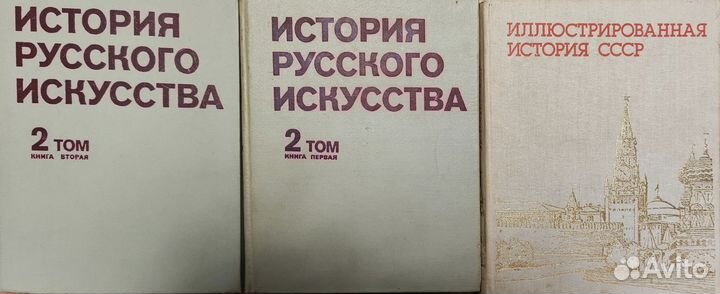 ИСТОРИЯ
РУССКОГО
ИСКУССТВА
2 ТОМ
КНИГА ВТОРАЯ
ИСТОРИЯ
РУССКОГО
ИСКУССТВА
2 ТОМ
КНИГА ПЕРВАЯ
ИЛЛЮСТРИРОВАННАЯ
ИСТОРИЯ СССР
Avito